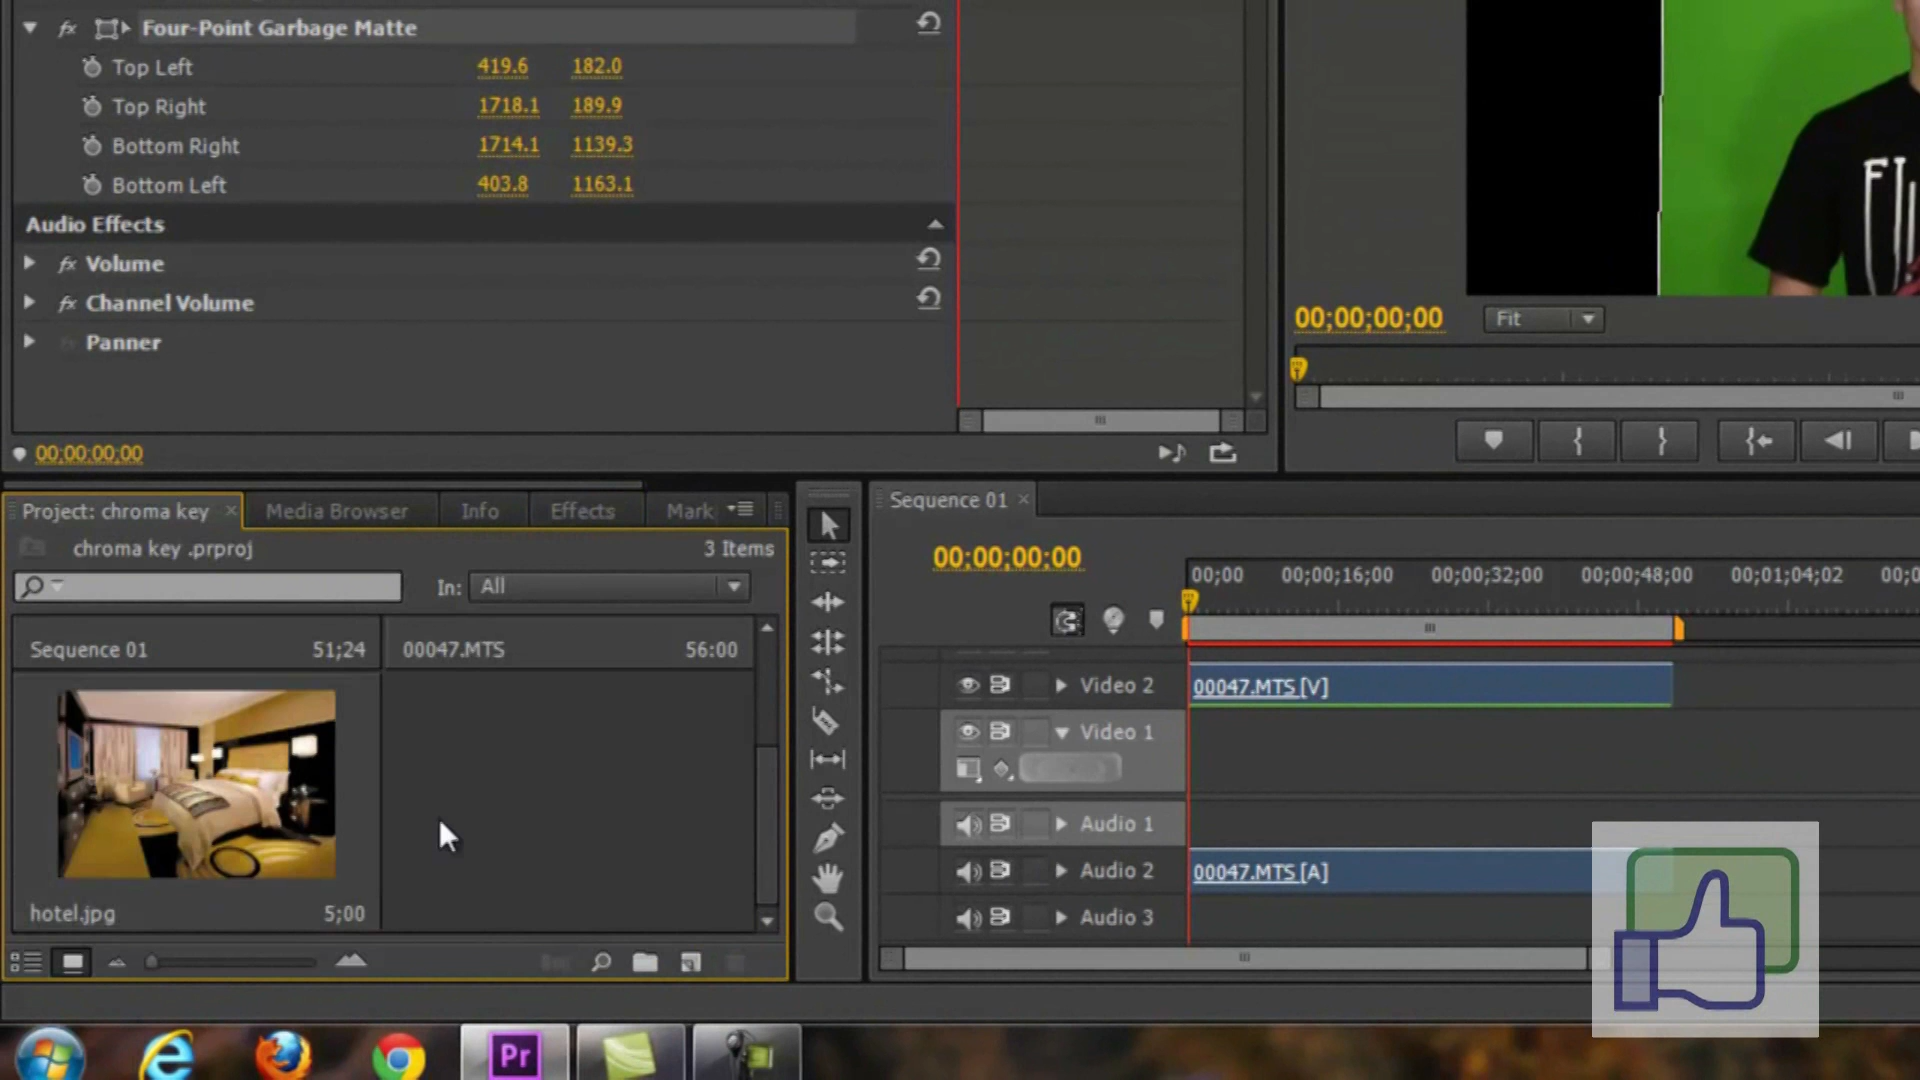 fx Four-Point Garbage Matte
Top Left 419.6 182.0
Top Right 1718.1 189.9
Bottom Right 1714.1 1139.3
Bottom Left 403.8 1163.1
Audio Effects
fx Volume
fx Channel Volume
Panner
00;00;00;00
FL
00;00;00;00 Fit
Project: chroma key Media Browser Info Effects Mark
chroma key .prproj 3 Items
In: All
Sequence 01 51;24 00047.MTS 56:00
hotel.jpg 5;00
Sequence 01
00;00;00;00
00;00 00;00;16;00 00;00;32;00 00;00;48;00 00;01;04;02
Video 2 00047.MTS [V]
Video 1
Audio 1
Audio 2 00047.MTS [A]
Audio 3
Pr